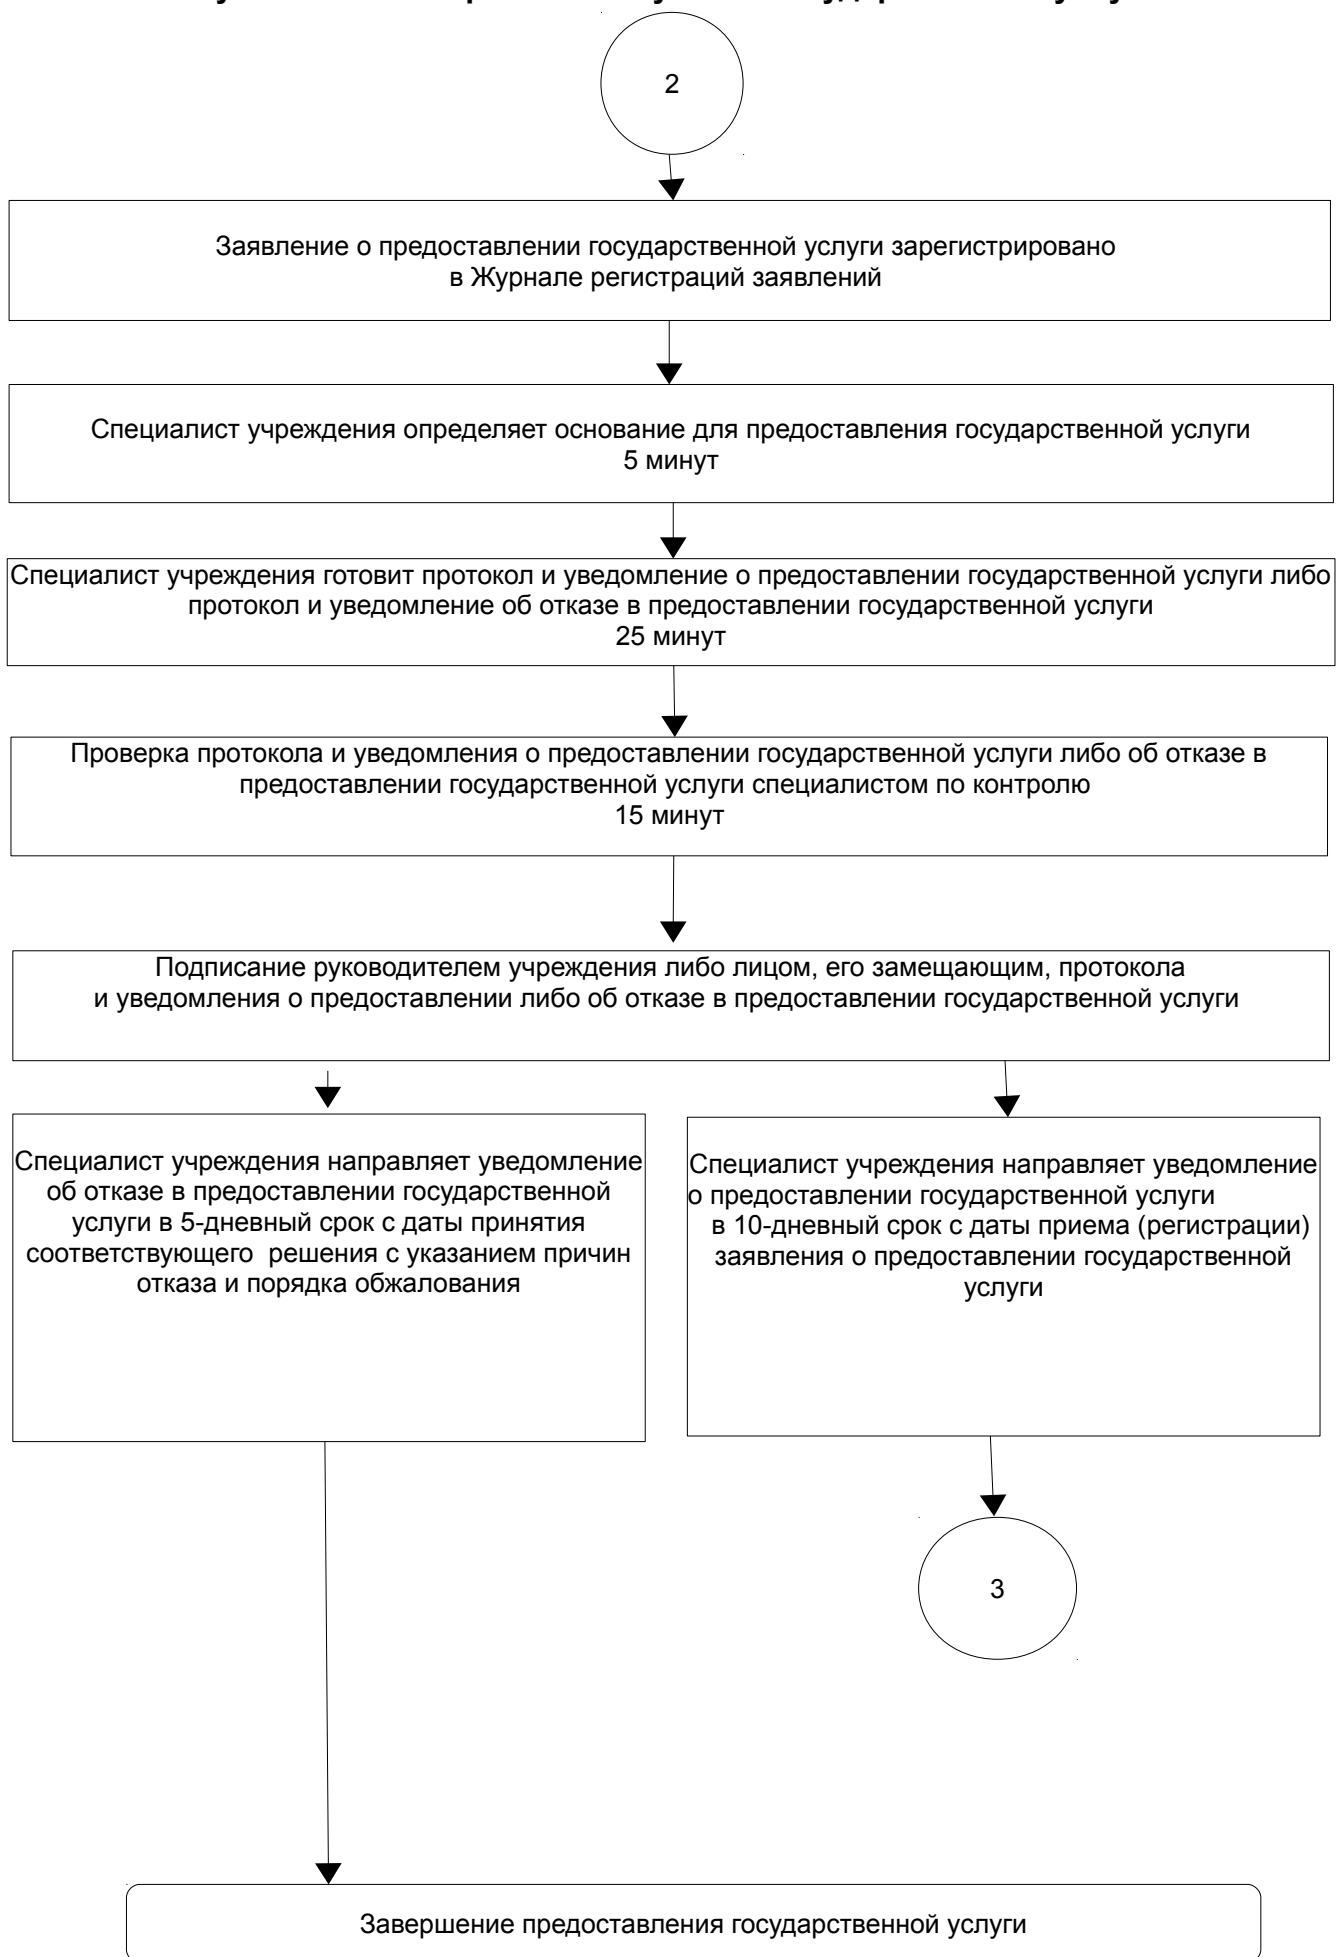 2
Заявление о предоставлении государственной услуги зарегистрировано
в Журнале регистраций заявлений
Специалист учреждения определяет основание для предоставления государственной услуги
5 минут
Специалист учреждения готовит протокол и уведомление о предоставлении государственной услуги либо
протокол и уведомление об отказе в предоставлении государственной услуги
25 минут
Проверка протокола и уведомления о предоставлении государственной услуги либо об отказе в
предоставлении государственной услуги специалистом по контролю
15 минут
Подписание руководителем учреждения либо лицом, его замещающим, протокола
и уведомления о предоставлении либо об отказе в предоставлении государственной услуги
Специалист учреждения направляет уведомление
об отказе в предоставлении государственной
услуги в 5-дневный срок с даты принятия
соответствующего решения с указанием причин
отказа и порядка обжалования
Специалист учреждения направляет уведомление
о предоставлении государственной услуги
в 10-дневный срок с даты приема (регистрации)
заявления о предоставлении государственной
услуги
3
Завершение предоставления государственной услуги